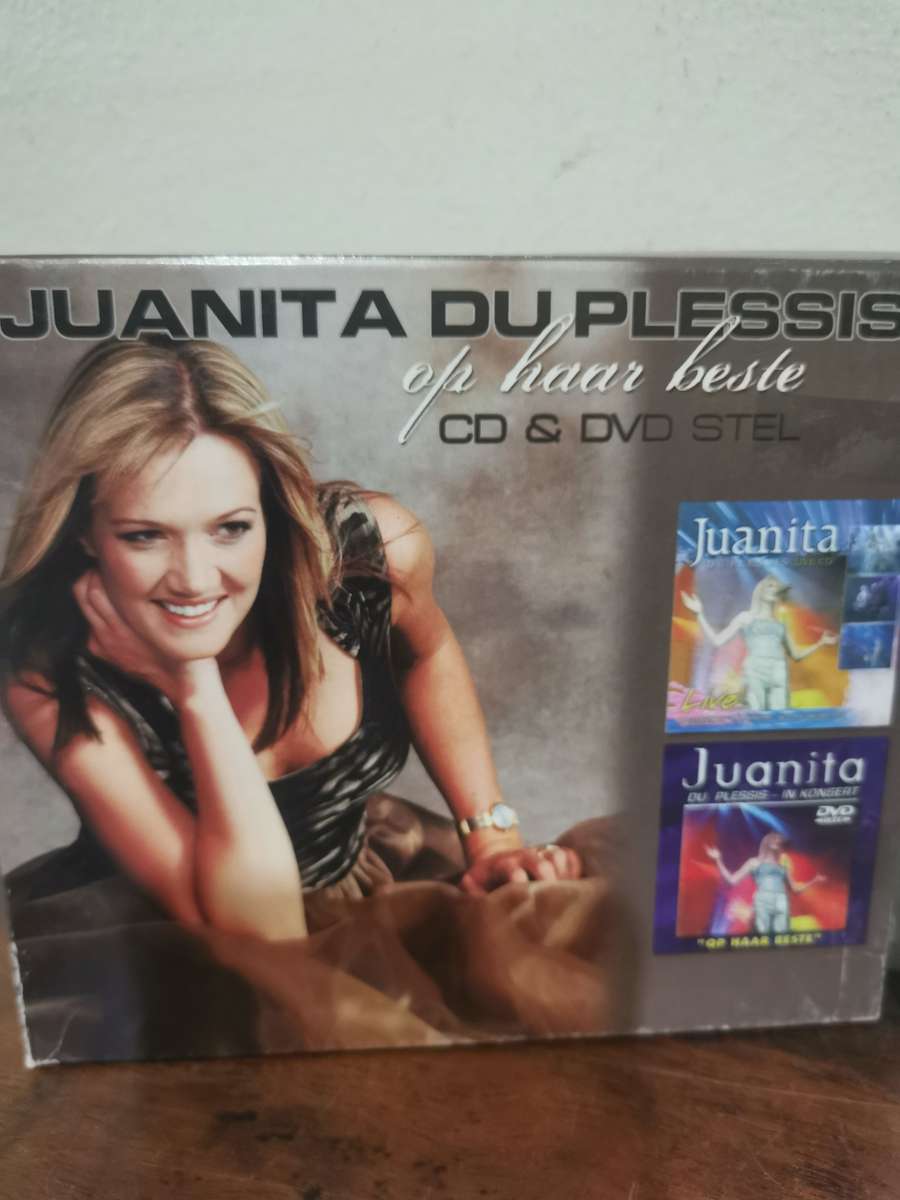 JUANITA DU PLESSIS
op haar beste
CD & DVD STEL
Juanita
Live
Juanita
DU PLESSIS - IN KONSERT
DVD
"OP HAAR BESTE"